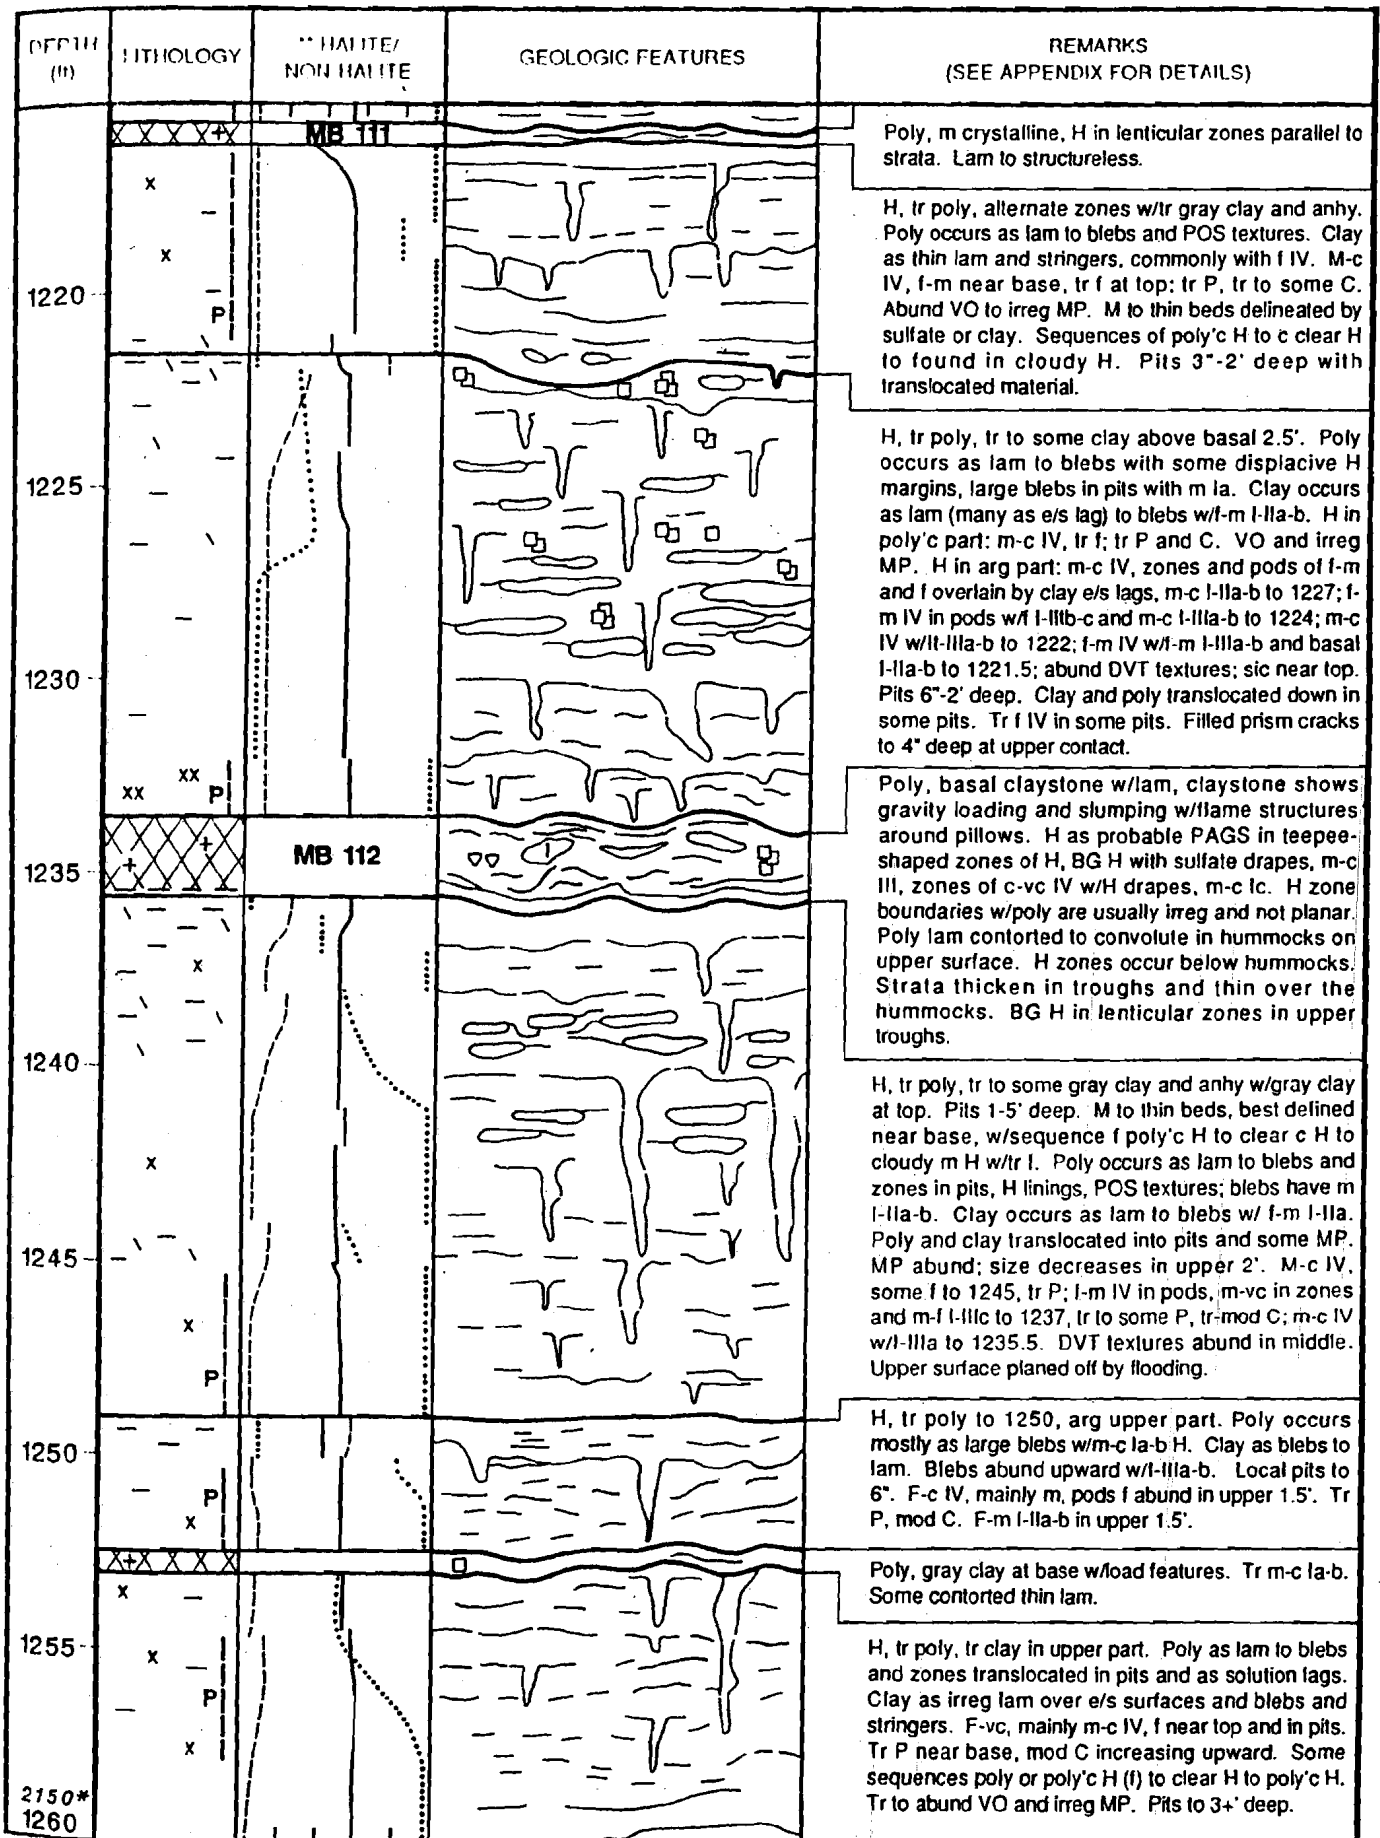 DEPTH
(ft)
LITHOLOGY
** HALITE/
NON HALITE
GEOLOGIC FEATURES
REMARKS
(SEE APPENDIX FOR DETAILS)
MB 111
Poly, m crystalline, H in lenticular zones parallel to
strata. Lam to structureless.
H, tr poly, alternate zones w/tr gray clay and anhy.
Poly occurs as lam to blebs and POS textures. Clay
as thin lam and stringers, commonly with f IV. M-c
IV, f-m near base, tr f at top: tr P, tr to some C.
Abund VO to irreg MP. M to thin beds delineated by
sulfate or clay. Sequences of poly'c H to c clear H
to found in cloudy H. Pits 3"-2' deep with
translocated material.
1220
P
H, tr poly, tr to some clay above basal 2.5'. Poly
occurs as lam to blebs with some displacive H
margins, large blebs in pits with m Ia. Clay occurs
as lam (many as e/s lag) to blebs w/f-m I-IIa-b. H in
poly'c part: m-c IV, tr f; tr P and C. VO and irreg
MP. H in arg part: m-c IV, zones and pods of f-m
and f overlain by clay e/s lags, m-c I-IIa-b to 1227; f-
m IV in pods w/f I-IIIb-c and m-c I-IIIa-b to 1224; m-c
IV w/II-IIIa-b to 1222; f-m IV w/f-m I-IIIa-b and basal
I-IIa-b to 1221.5; abund DVT textures; sic near top.
Pits 6"-2' deep. Clay and poly translocated down in
some pits. Tr f IV in some pits. Filled prism cracks
to 4" deep at upper contact.
1225
1230
P
MB 112
1235
Poly, basal claystone w/lam, claystone shows
gravity loading and slumping w/flame structures
around pillows. H as probable PAGS in teepee-
shaped zones of H, BG H with sulfate drapes, m-c
III, zones of c-vc IV w/H drapes, m-c Ic. H zone
boundaries w/poly are usually irreg and not planar.
Poly lam contorted to convolute in hummocks on
upper surface. H zones occur below hummocks.
Strata thicken in troughs and thin over the
hummocks. BG H in lenticular zones in upper
troughs.
1240
H, tr poly, tr to some gray clay and anhy w/gray clay
at top. Pits 1-5' deep. M to thin beds, best defined
near base, w/sequence f poly'c H to clear c H to
cloudy m H w/tr I. Poly occurs as lam to blebs and
zones in pits, H linings, POS textures; blebs have m
I-IIa-b. Clay occurs as lam to blebs w/ f-m I-IIa.
Poly and clay translocated into pits and some MP.
MP abund; size decreases in upper 2'. M-c IV,
some f to 1245, tr P; f-m IV in pods, m-vc in zones
and m-f I-IIIc to 1237, tr to some P, tr-mod C; m-c IV
w/I-IIIa to 1235.5. DVT textures abund in middle.
Upper surface planed off by flooding.
1245
P
1250
P
H, tr poly to 1250, arg upper part. Poly occurs
mostly as large blebs w/m-c Ia-b H. Clay as blebs to
lam. Blebs abund upward w/I-IIIa-b. Local pits to
6". F-c IV, mainly m, pods f abund in upper 1.5'. Tr
P, mod C. F-m I-IIa-b in upper 1.5'.
Poly, gray clay at base w/load features. Tr m-c Ia-b.
Some contorted thin lam.
1255
P
H, tr poly, tr clay in upper part. Poly as lam to blebs
and zones translocated in pits and as solution lags.
Clay as irreg lam over e/s surfaces and blebs and
stringers. F-vc, mainly m-c IV, f near top and in pits.
Tr P near base, mod C increasing upward. Some
sequences poly or poly'c H (f) to clear H to poly'c H.
Tr to abund VO and irreg MP. Pits to 3+' deep.
2150*
1260